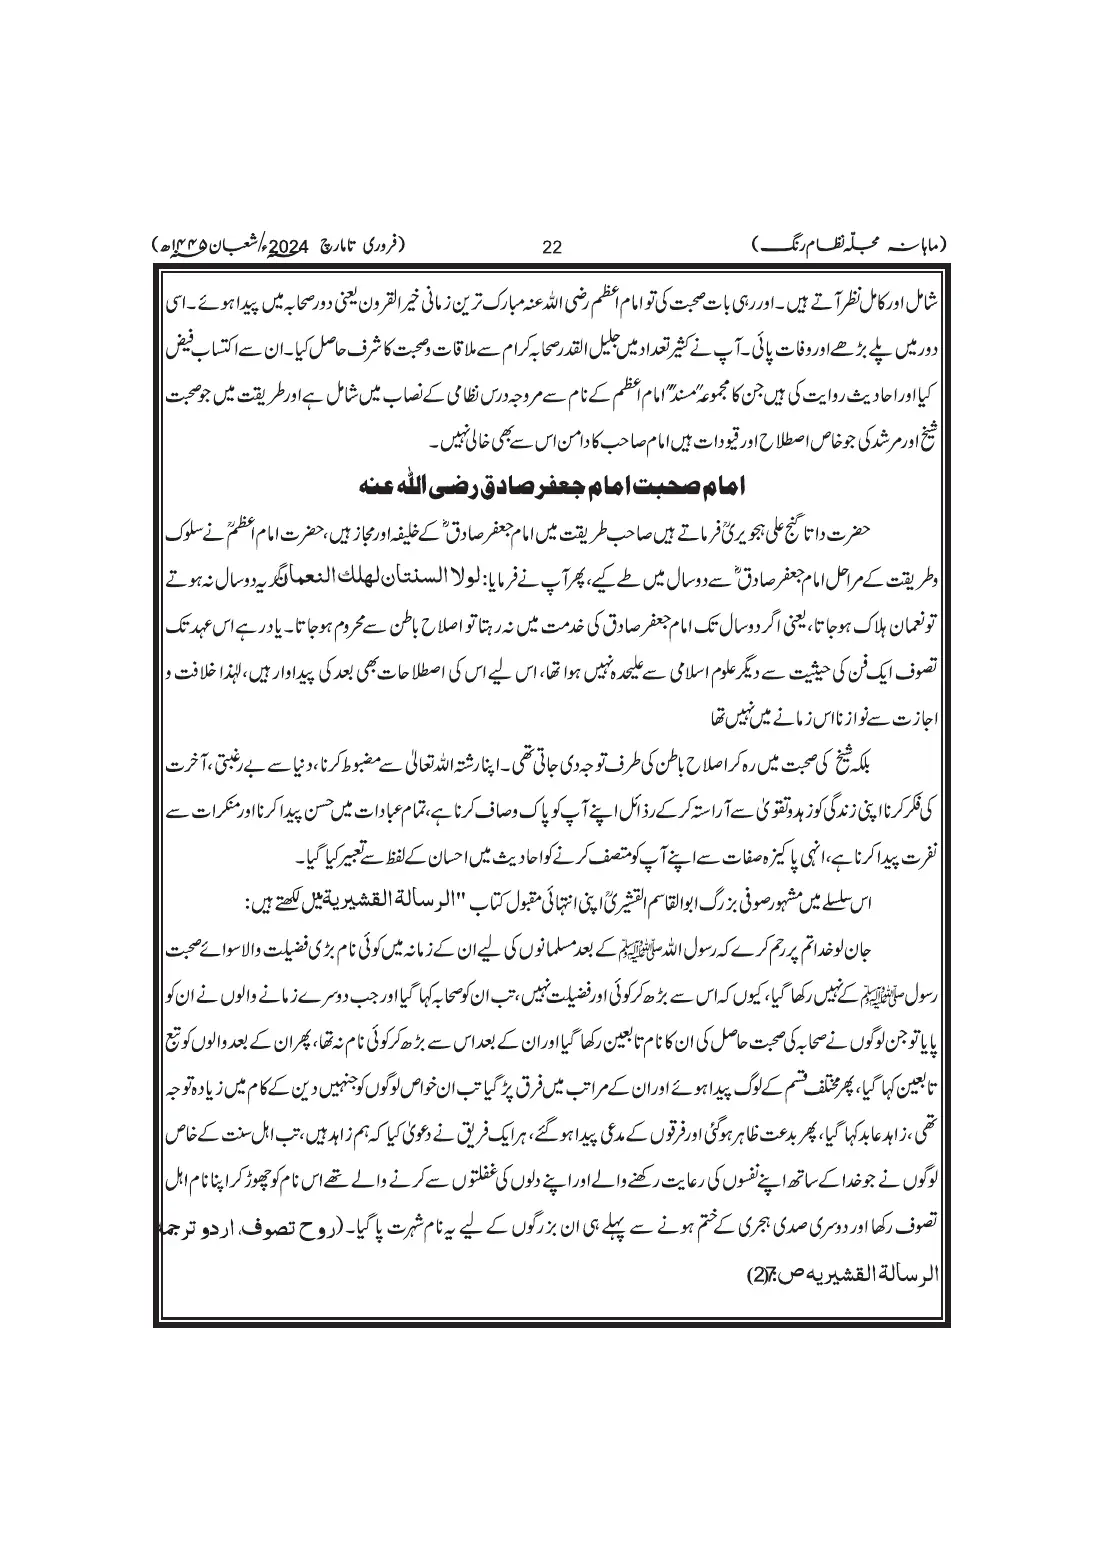 (ماہانہ مجلّہ نظام رنگ) 22 (فروری تا مارچ 2024ء/شعبان ۱۴۴۵ھ)
شامل اور کامل نظر آتے ہیں۔ اور رہی بات صحبت کی تو امام اعظم رضی اللہ عنہ مبارک ترین زمانی خیر القرون یعنی دور صحابہ میں پیدا ہوئے۔ اسی
دور میں پلے بڑھے اور وفات پائی۔ آپ نے کثیر تعداد میں جلیل القدر صحابہ کرام سے ملاقات و صحبت کا شرف حاصل کیا۔ ان سے اکتساب فیض
کیا اور احادیث روایت کی ہیں جن کا مجموعہ "مسند" امام اعظم کے نام سے مروجہ درس نظامی کے نصاب میں شامل ہے اور طریقت میں جو صحبت
شیخ اور مرشد کی جو خاص اصطلاح اور قیودات ہیں امام صاحب کا دامن اس سے بھی خالی نہیں۔
امام صحبت امام جعفر صادق رضی اللہ عنہ
حضرت داتا گنج علی ہجویریؒ فرماتے ہیں صاحب طریقت میں امام جعفر صادقؓ کے خلیفہ اور مجاز ہیں، حضرت امام اعظمؒ نے سلوک
و طریقت کے مراحل امام جعفر صادقؓ سے دو سال میں طے کیے، پھر آپ نے فرمایا: لولا السنتان لهلك النعمان گر یہ دو سال نہ ہوتے
تو نعمان ہلاک ہو جاتا، یعنی اگر دو سال تک امام جعفر صادق کی خدمت میں نہ رہتا تو اصلاح باطن سے محروم ہو جاتا۔ یاد رہے اس عہد تک
تصوف ایک فن کی حیثیت سے دیگر علوم اسلامی سے علیحدہ نہیں ہوا تھا، اس لیے اس کی اصطلاحات بھی بعد کی پیداوار ہیں، لہٰذا خلافت و
اجازت سے نوازنا اس زمانے میں نہیں تھا
بلکہ شیخ کی صحبت میں رہ کر اصلاح باطن کی طرف توجہ دی جاتی تھی۔ اپنا رشتہ اللہ تعالیٰ سے مضبوط کرنا، دنیا سے بے رغبتی، آخرت
کی فکر کرنا اپنی زندگی کو زہد و تقویٰ سے آراستہ کر کے رذائل اپنے آپ کو پاک و صاف کرنا ہے، تمام عبادات میں حسن پیدا کرنا اور منکرات سے
نفرت پیدا کرنا ہے، انہی پاکیزہ صفات سے اپنے آپ کو متصف کرنے کو احادیث میں احسان کے لفظ سے تعبیر کیا گیا۔
اس سلسلے میں مشہور صوفی بزرگ ابو القاسم القشیریؒ اپنی انتہائی مقبول کتاب "الرسالة القشیریة میں لکھتے ہیں:
جان لو خدا تم پر رحم کرے کہ رسول اللہ ﷺ کے بعد مسلمانوں کی لیے ان کے زمانہ میں کوئی نام بڑی فضیلت والا سوائے صحبت
رسول ﷺ کے نہیں رکھا گیا، کیوں کہ اس سے بڑھ کر کوئی اور فضیلت نہیں، تب ان کو صحابہ کہا گیا اور جب دوسرے زمانے والوں نے ان کو
پایا تو جن لوگوں نے صحابہ کی صحبت حاصل کی ان کا نام تابعین رکھا گیا اور ان کے بعد اس سے بڑھ کر کوئی نام نہ تھا، پھر ان کے بعد والوں کو تبع
تابعین کہا گیا، پھر مختلف قسم کے لوگ پیدا ہوئے اور ان کے مراتب میں فرق پڑ گیا تب ان خواص لوگوں کو جنہیں دین کے کام میں زیادہ توجہ
تھی، زاہد عابد کہا گیا، پھر بدعت ظاہر ہو گئی اور فرقوں کے مدعی پیدا ہو گئے، ہر ایک فریق نے دعویٰ کیا کہ ہم زاہد ہیں، تب اہل سنت کے خاص
لوگوں نے جو خدا کے ساتھ اپنے نفسوں کی رعایت رکھنے والے اور اپنے دلوں کی غفلتوں سے کرنے والے تھے اس نام کو چھوڑ کر اپنا نام اہل
تصوف رکھا اور دوسری صدی ہجری کے ختم ہونے سے پہلے ہی ان بزرگوں کے لیے یہ نام شہرت پا گیا۔ (روح تصوف، اردو ترجمہ
الرسالة القشیریه ص:27)